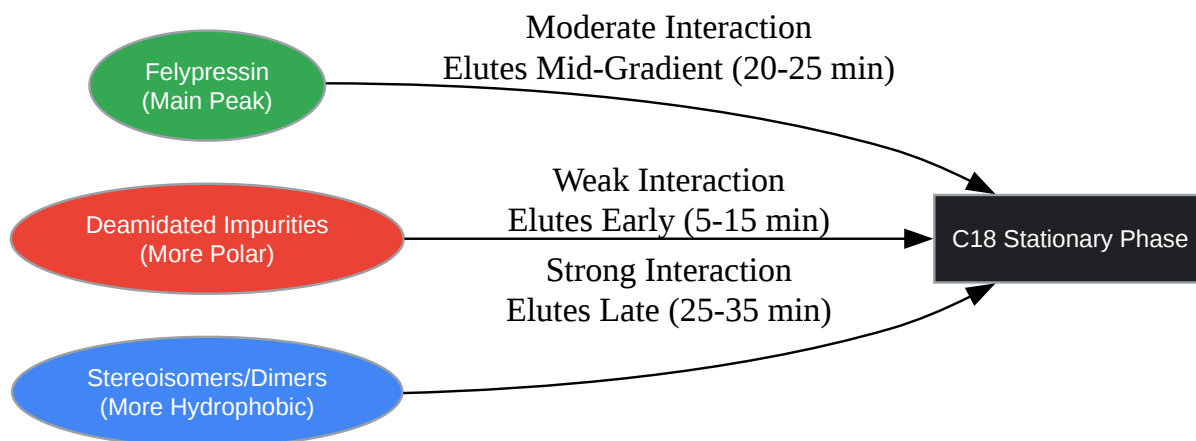 Moderate Interaction
Elutes Mid-Gradient (20-25 min)
Felypressin
(Main Peak)
Weak Interaction
Elutes Early (5-15 min)
Deamidated Impurities
(More Polar)
C18 Stationary Phase
Strong Interaction
Elutes Late (25-35 min)
Stereoisomers/Dimers
(More Hydrophobic)